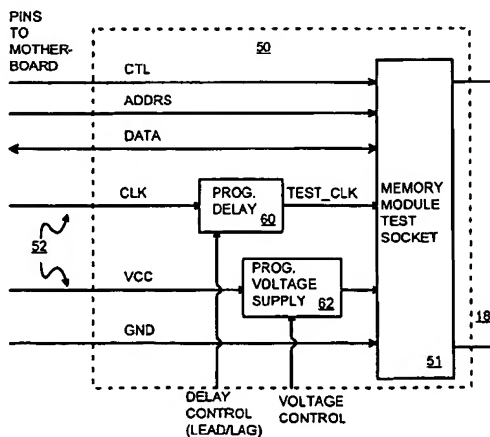 PINS
TO
MOTHER-
BOARD
50
CTL
ADDRS
DATA
CLK
PROG.
DELAY
60
TEST_CLK
MEMORY
MODULE
TEST
SOCKET
52
VCC
PROG.
VOLTAGE
SUPPLY
62
18
GND
51
DELAY
CONTROL
(LEAD/LAG)
VOLTAGE
CONTROL